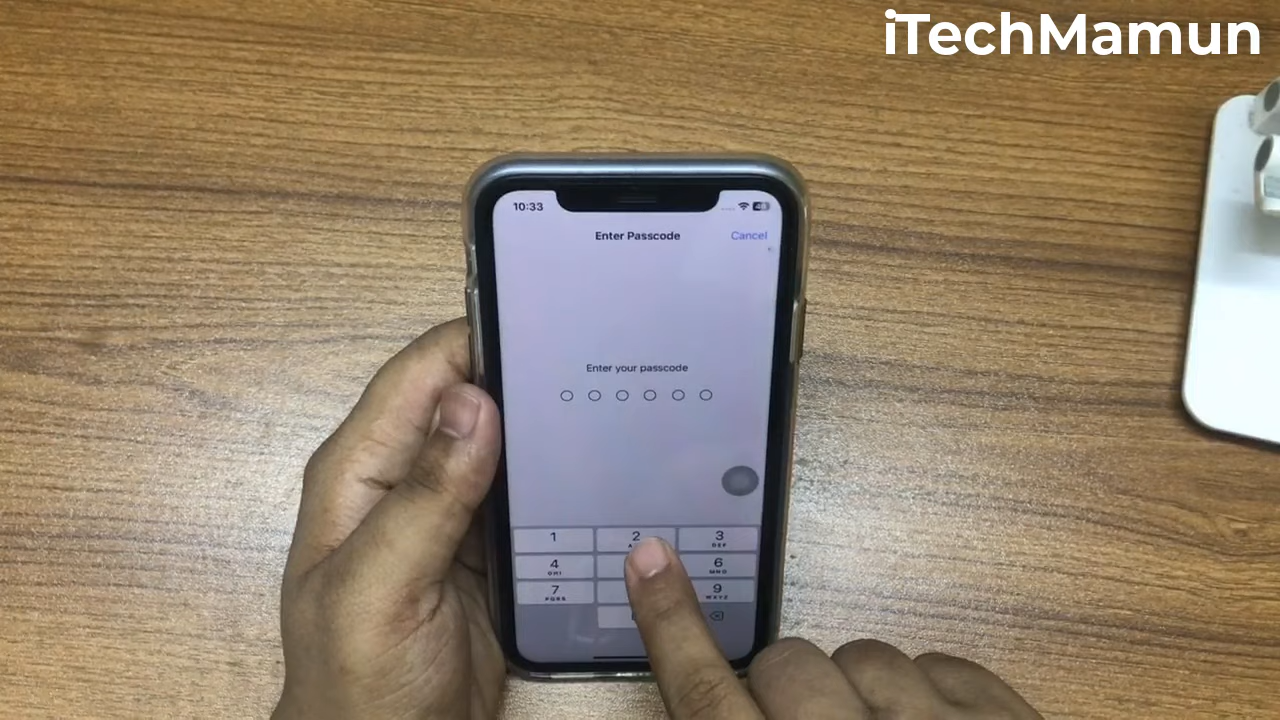 iTechMamun
10:33
48
Enter Passcode
Cancel
Enter your passcode
1
2
3
DEF
4
GHI
6
MNO
7
PQRS
9
WXYZ